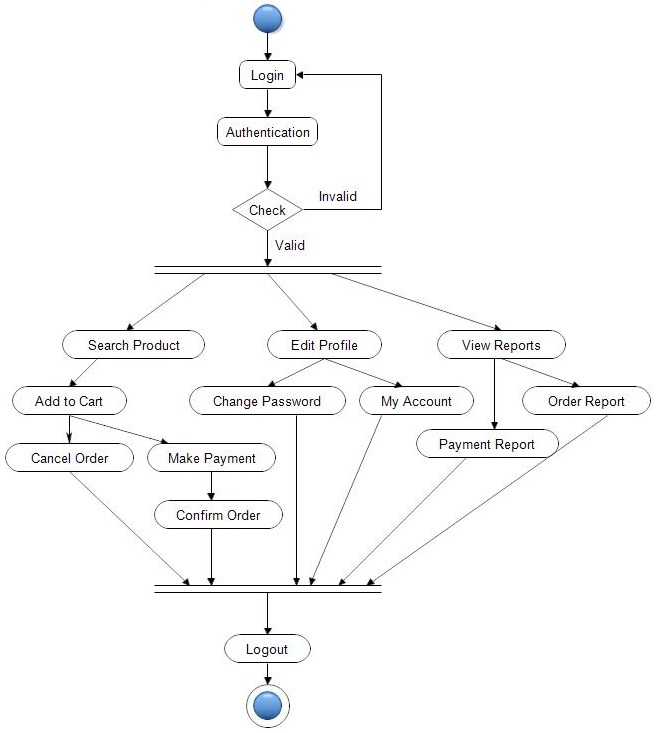 Login
Authentication
Invalid
Check
Valid
Search Product
Edit Profile
View Reports
Add to Cart
Change Password
My Account
Order Report
Cancel Order
Make Payment
Payment Report
Confirm Order
Logout